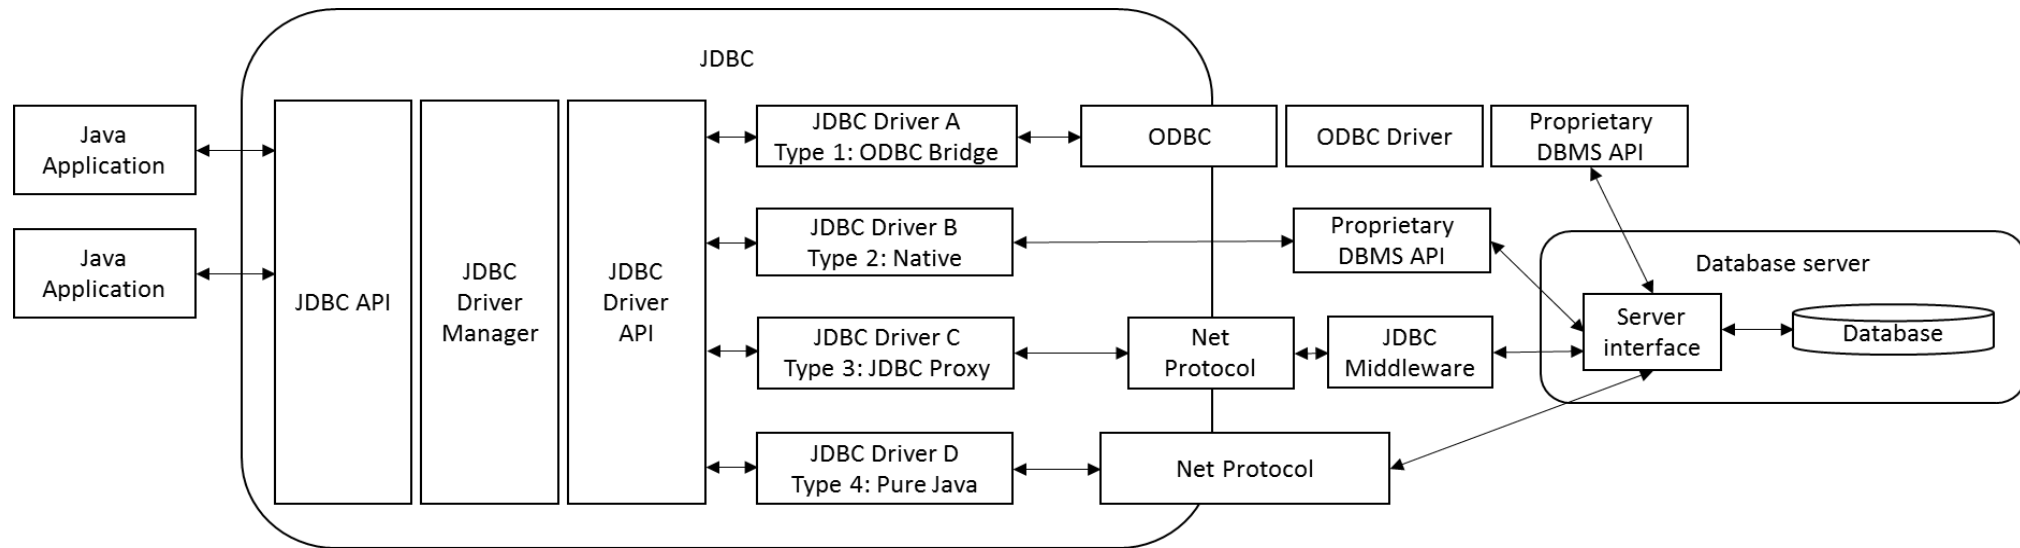 JDBC
Java
Application
Java
Application
JDBC API
JDBC
Driver
Manager
JDBC
Driver
API
JDBC Driver A
Type 1: ODBC Bridge
ODBC
ODBC Driver
Proprietary
DBMS API
JDBC Driver B
Type 2: Native
Proprietary
DBMS API
JDBC Driver C
Type 3: JDBC Proxy
Net
Protocol
JDBC
Middleware
JDBC Driver D
Type 4: Pure Java
Net Protocol
Database server
Server
interface
Database